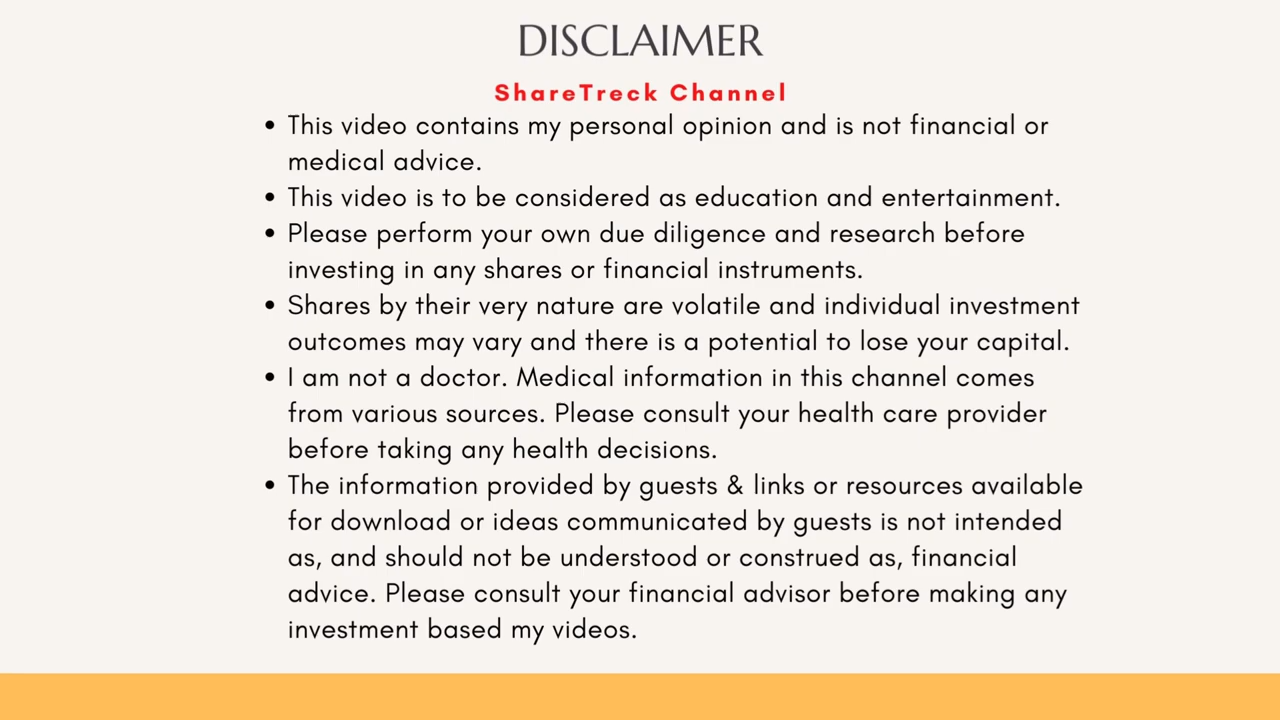 DISCLAIMER
ShareTreck Channel
• This video contains my personal opinion and is not financial or
medical advice.
• This video is to be considered as education and entertainment.
• Please perform your own due diligence and research before
investing in any shares or financial instruments.
• Shares by their very nature are volatile and individual investment
outcomes may vary and there is a potential to lose your capital.
• I am not a doctor. Medical information in this channel comes
from various sources. Please consult your health care provider
before taking any health decisions.
• The information provided by guests & links or resources available
for download or ideas communicated by guests is not intended
as, and should not be understood or construed as, financial
advice. Please consult your financial advisor before making any
investment based my videos.